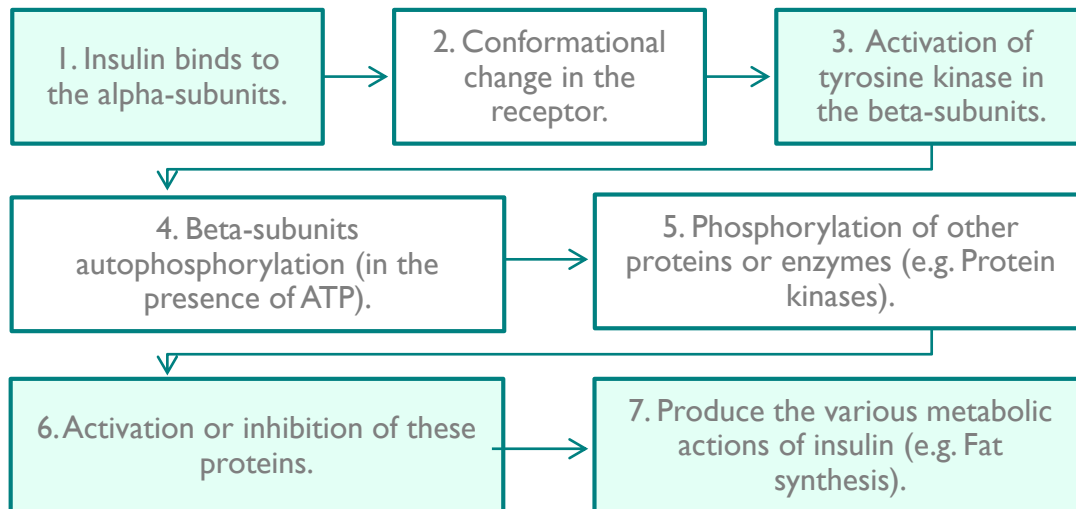 1. Insulin binds to
the alpha-subunits.
2. Conformational
change in the
receptor.
3. Activation of
tyrosine kinase in
the beta-subunits.
4. Beta-subunits
autophosphorylation (in the
presence of ATP).
5. Phosphorylation of other
proteins or enzymes (e.g. Protein
kinases).
6. Activation or inhibition of these
proteins.
7. Produce the various metabolic
actions of insulin (e.g. Fat
synthesis).